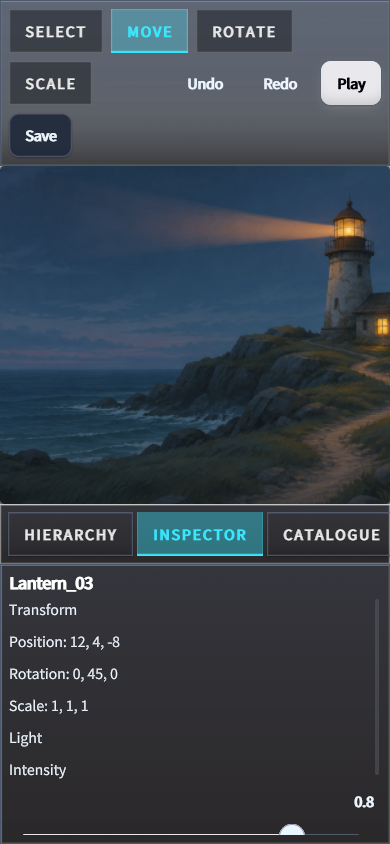 SELECT MOVE ROTATE
SCALE Undo Redo Play
Save
HIERARCHY INSPECTOR CATALOGUE
Lantern_03
Transform
Position: 12, 4, -8
Rotation: 0, 45, 0
Scale: 1, 1, 1
Light
Intensity
0.8